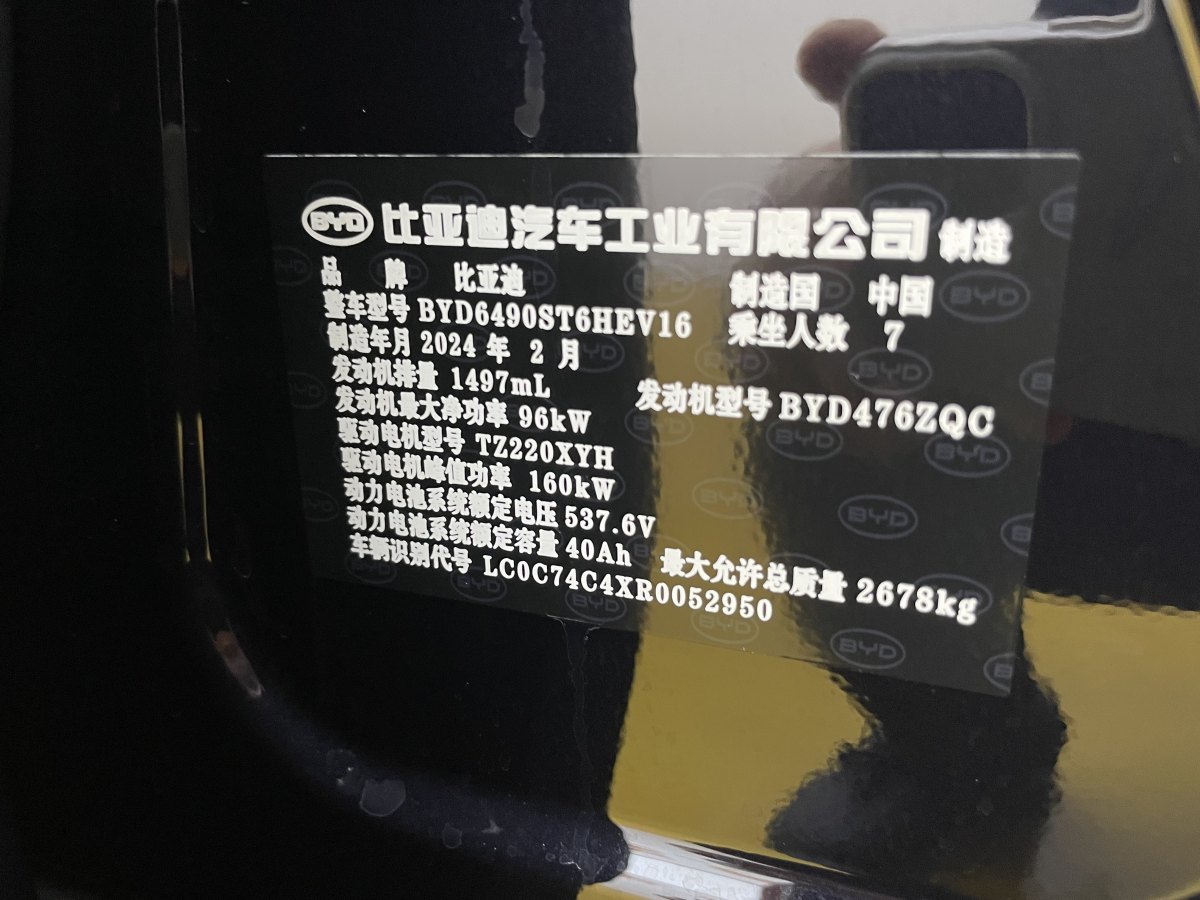 BYD 比亚迪汽车工业有限公司 制造
品 牌 比亚迪 制造国 中国
整车型号 BYD6490ST6HEV16 乘坐人数 7
制造年月 2024 年 2 月
发动机排量 1497mL 发动机型号 BYD476ZQC
发动机最大净功率 96kW
驱动电机型号 TZ220XYH
驱动电机峰值功率 160kW
动力电池系统额定电压 537.6V
动力电池系统额定容量 40Ah 最大允许总质量 2678kg
车辆识别代号 LC0C74C4XR0052950